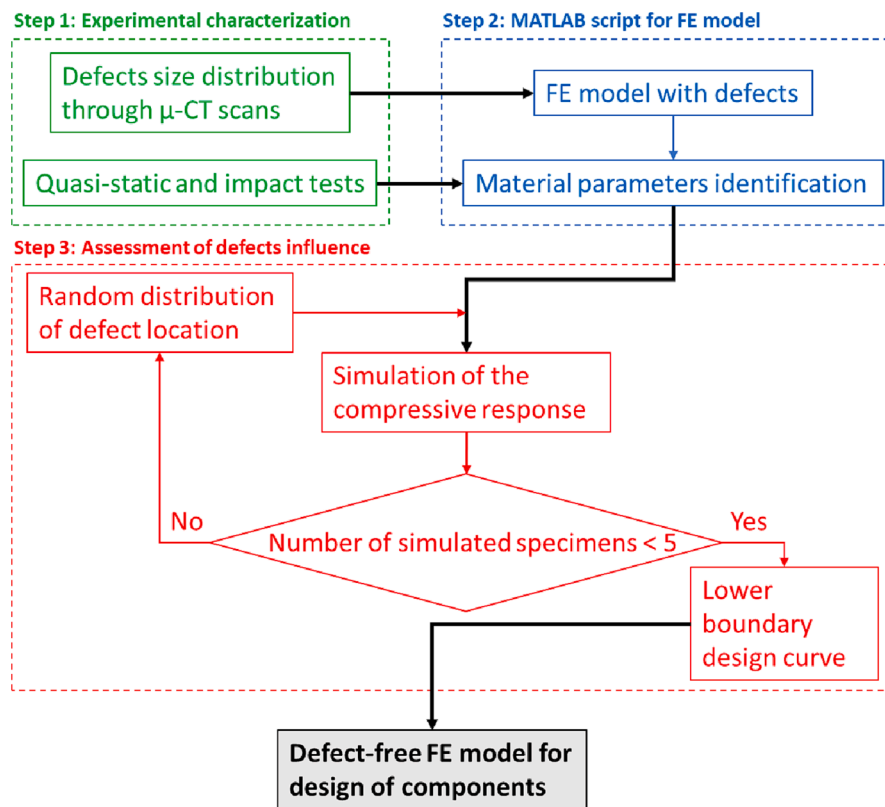 Step 1: Experimental characterization
Step 2: MATLAB script for FE model
Defects size distribution
through μ-CT scans
FE model with defects
Quasi-static and impact tests
Material parameters identification
Step 3: Assessment of defects influence
Random distribution
of defect location
Simulation of the
compressive response
No
Number of simulated specimens < 5
Yes
Lower
boundary
design curve
Defect-free FE model for
design of components